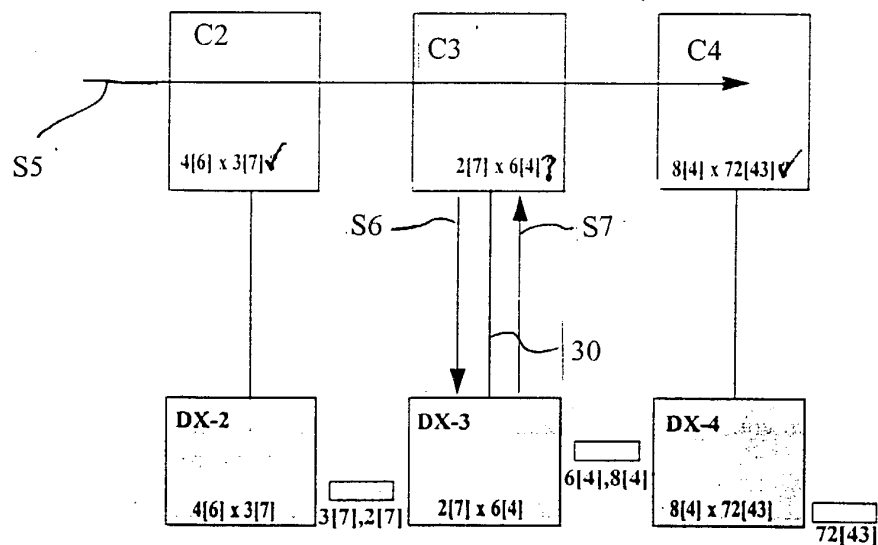 C2
C3
C4
S5
4[6] x 3[7]✓
2[7] x 6[4]?
8[4] x 72[43]✓
S6
S7
30
DX-2
DX-3
DX-4
6[4],8[4]
4[6] x 3[7]
3[7],2[7]
2[7] x 6[4]
8[4] x 72[43]
72[43]